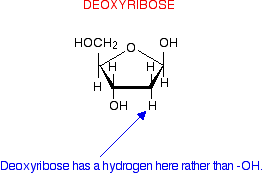 DEOXYRIBOSE
HOCH2 O OH
H H H
H
OH H
Deoxyribose has a hydrogen here rather than -OH.